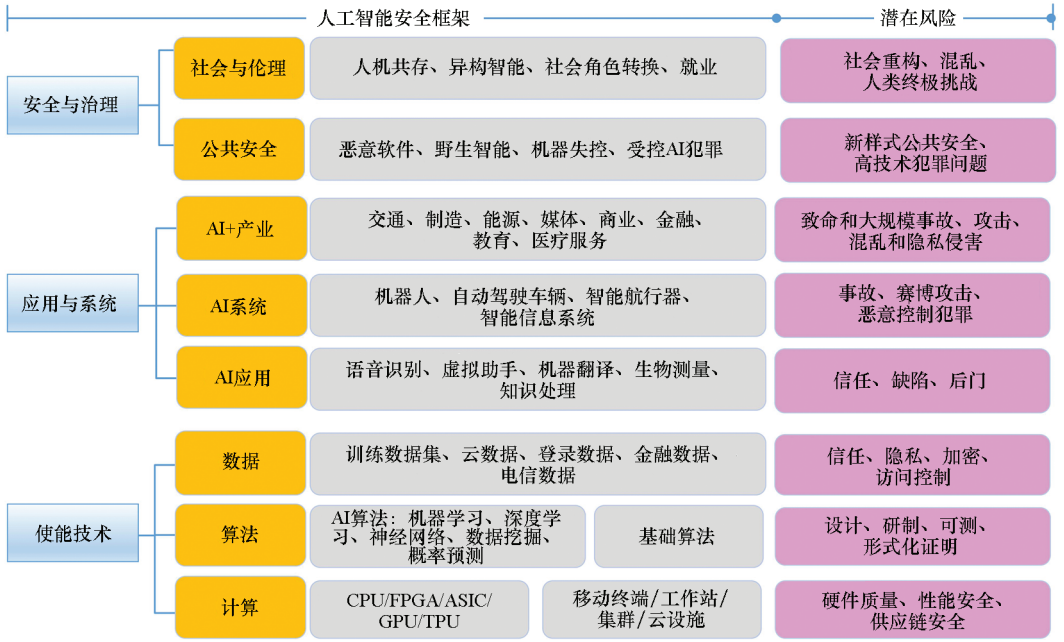 人工智能安全框架
潜在风险
安全与治理
社会与伦理
人机共存、异构智能、社会角色转换、就业
社会重构、混乱、
人类终极挑战
公共安全
恶意软件、野生智能、机器失控、受控AI犯罪
新样式公共安全、
高技术犯罪问题
应用与系统
AI+产业
交通、制造、能源、媒体、商业、金融、
教育、医疗服务
致命和大规模事故、攻击、
混乱和隐私侵害
AI系统
机器人、自动驾驶车辆、智能航行器、
智能信息系统
事故、赛博攻击、
恶意控制犯罪
AI应用
语音识别、虚拟助手、机器翻译、生物测量、
知识处理
信任、缺陷、后门
使能技术
数据
训练数据集、云数据、登录数据、金融数据、
电信数据
信任、隐私、加密、
访问控制
算法
AI算法：机器学习、深度学
习、神经网络、数据挖掘、
概率预测
基础算法
设计、研制、可测、
形式化证明
计算
CPU/FPGA/ASIC/
GPU/TPU
移动终端/工作站/
集群/云设施
硬件质量、性能安全、
供应链安全